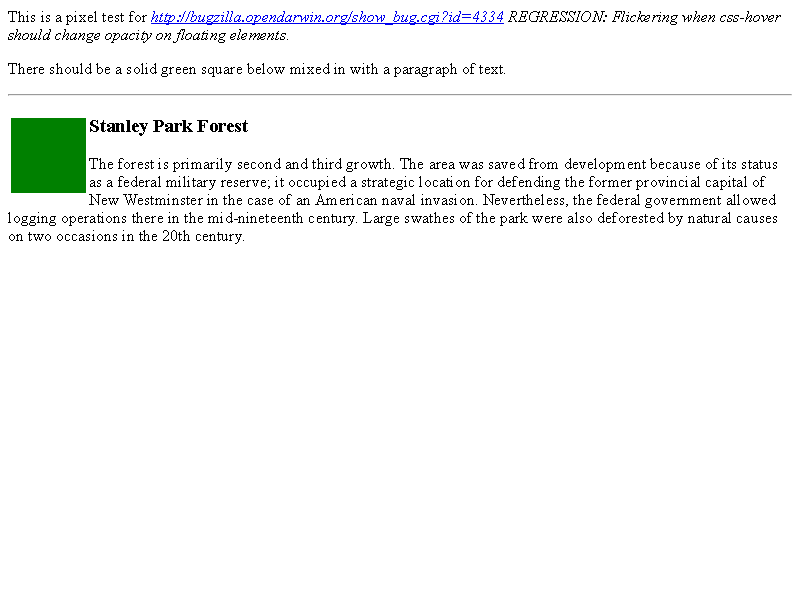 This is a pixel test for http://bugzilla.opendarwin.org/show_bug.cgi?id=4334 REGRESSION: Flickering when css-hover
should change opacity on floating elements.
There should be a solid green square below mixed in with a paragraph of text.
Stanley Park Forest
The forest is primarily second and third growth. The area was saved from development because of its status
as a federal military reserve; it occupied a strategic location for defending the former provincial capital of
New Westminster in the case of an American naval invasion. Nevertheless, the federal government allowed
logging operations there in the mid-nineteenth century. Large swathes of the park were also deforested by natural causes
on two occasions in the 20th century.